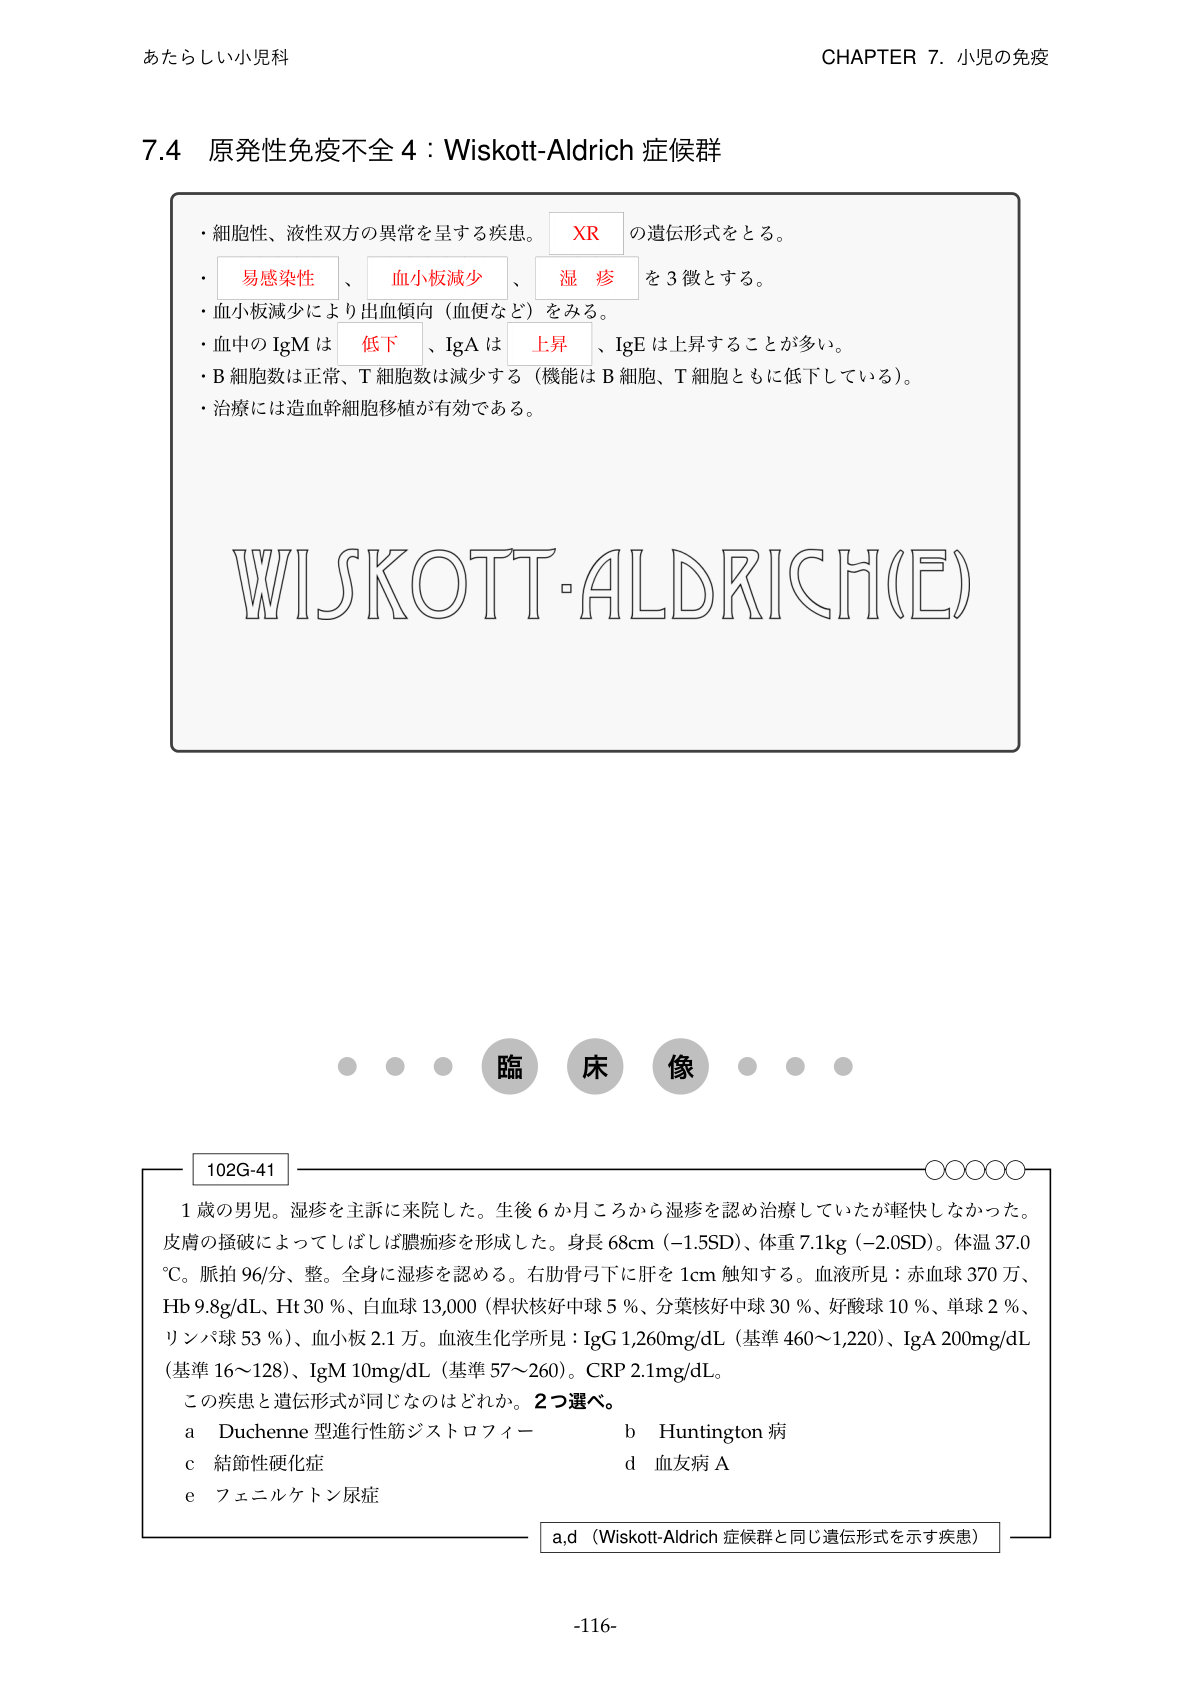 あたらしい小児科
CHAPTER 7. 小児の免疫
7.4 原発性免疫不全 4：Wiskott-Aldrich 症候群
・細胞性、液性双方の異常を呈する疾患。 XR の遺伝形式をとる。
・ 易感染性 、 血小板減少 、 湿　疹 を 3 徴とする。
・血小板減少により出血傾向（血便など）をみる。
・血中の IgM は 低下 、IgA は 上昇 、IgE は上昇することが多い。
・B 細胞数は正常、T 細胞数は減少する（機能は B 細胞、T 細胞ともに低下している）。
・治療には造血幹細胞移植が有効である。
WISKOTT-ALDRICH(E)
臨 床 像
102G-41
1 歳の男児。湿疹を主訴に来院した。生後 6 か月ころから湿疹を認め治療していたが軽快しなかった。
皮膚の掻破によってしばしば膿痂疹を形成した。身長 68cm（−1.5SD）、体重 7.1kg（−2.0SD）。体温 37.0
℃。脈拍 96/分、整。全身に湿疹を認める。右肋骨弓下に肝を 1cm 触知する。血液所見：赤血球 370 万、
Hb 9.8g/dL、Ht 30 %、白血球 13,000（桿状核好中球 5 %、分葉核好中球 30 %、好酸球 10 %、単球 2 %、
リンパ球 53 %）、血小板 2.1 万。血液生化学所見：IgG 1,260mg/dL（基準 460〜1,220）、IgA 200mg/dL
（基準 16〜128）、IgM 10mg/dL（基準 57〜260）。CRP 2.1mg/dL。
この疾患と遺伝形式が同じなのはどれか。2つ選べ。
a Duchenne 型進行性筋ジストロフィー
b Huntington 病
c 結節性硬化症
d 血友病 A
e フェニルケトン尿症
a,d （Wiskott-Aldrich 症候群と同じ遺伝形式を示す疾患）
-116-